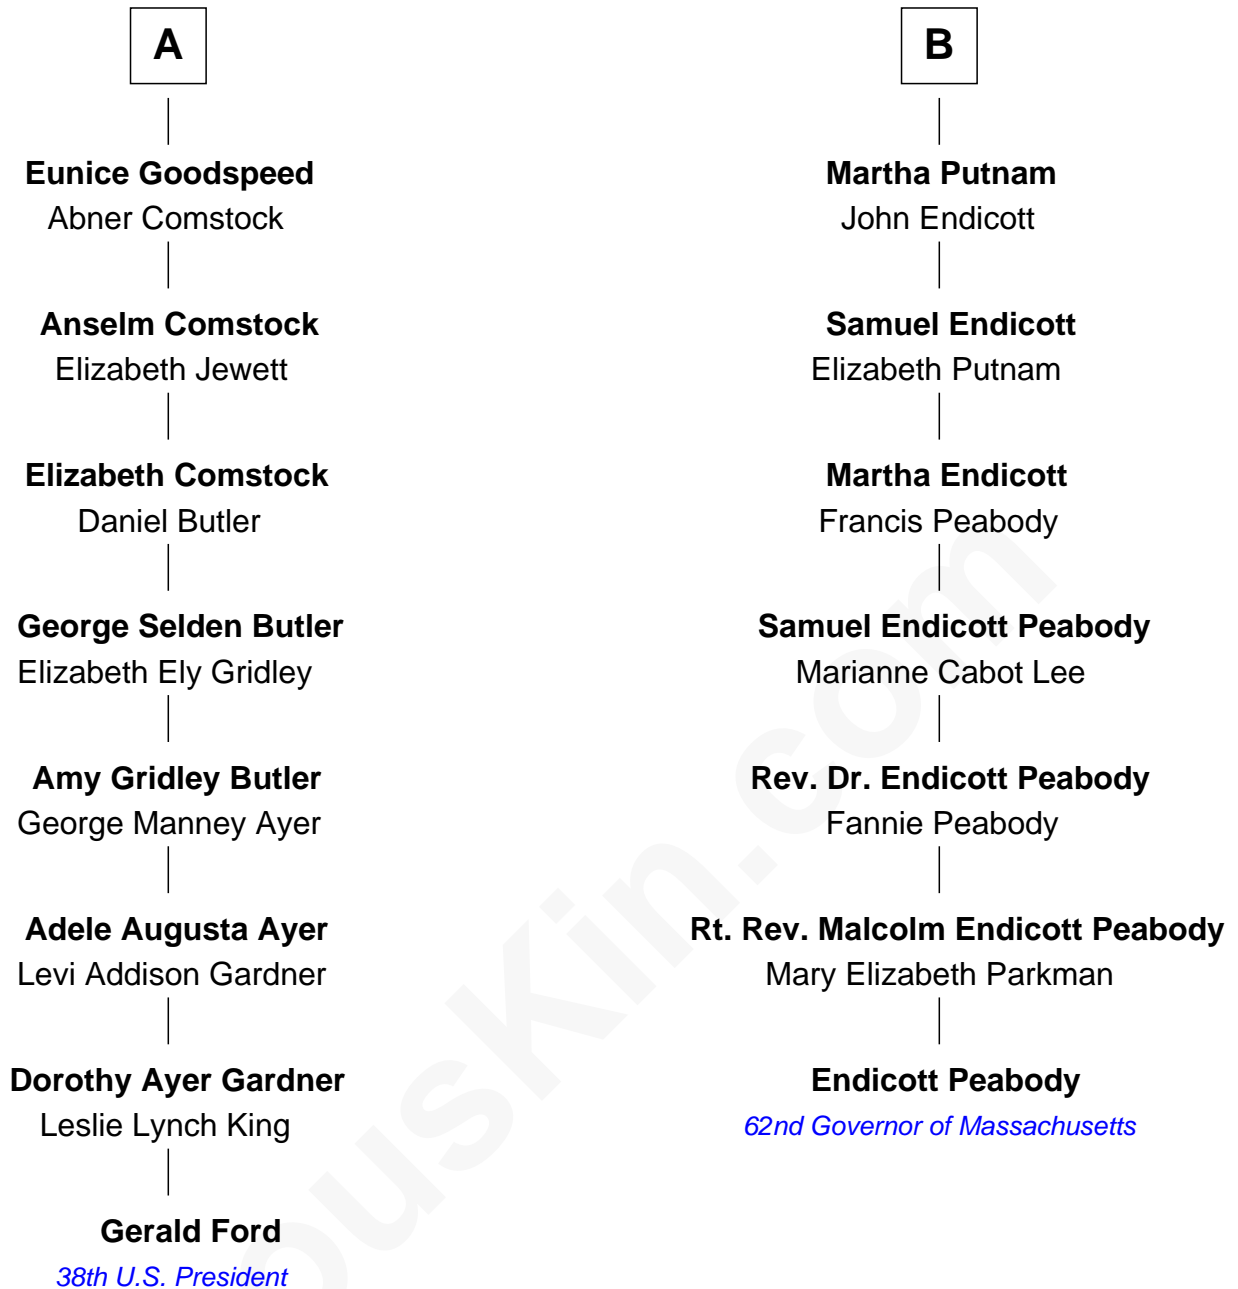 A
Eunice Goodspeed
Abner Comstock
Anselm Comstock
Elizabeth Jewett
Elizabeth Comstock
Daniel Butler
George Selden Butler
Elizabeth Ely Gridley
Amy Gridley Butler
George Manney Ayer
Adele Augusta Ayer
Levi Addison Gardner
Dorothy Ayer Gardner
Leslie Lynch King
Gerald Ford
38th U.S. President
B
Martha Putnam
John Endicott
Samuel Endicott
Elizabeth Putnam
Martha Endicott
Francis Peabody
Samuel Endicott Peabody
Marianne Cabot Lee
Rev. Dr. Endicott Peabody
Fannie Peabody
Rt. Rev. Malcolm Endicott Peabody
Mary Elizabeth Parkman
Endicott Peabody
62nd Governor of Massachusetts
ousKin.com